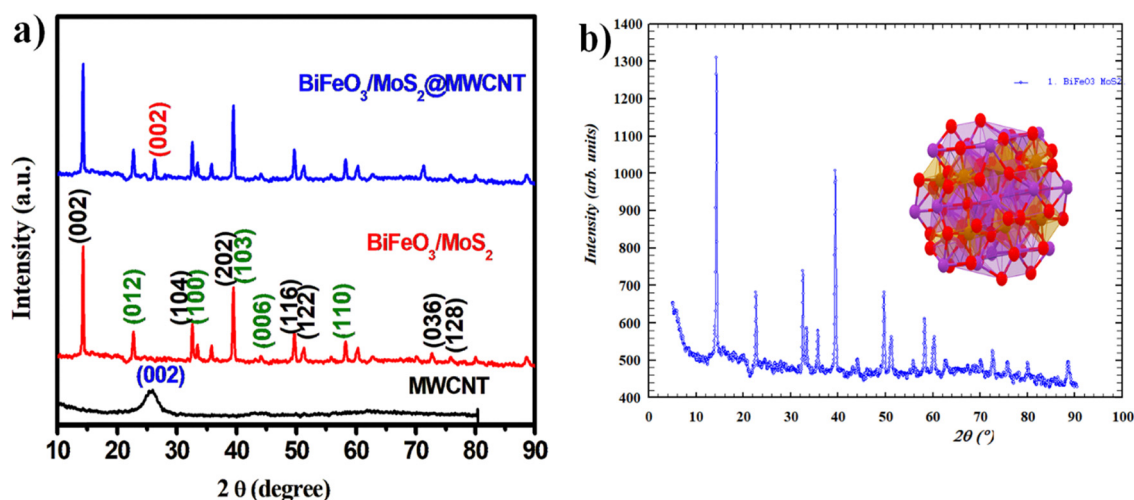 a)
BiFeO₃/MoS₂@MWCNT
(002)
(002)
BiFeO₃/MoS₂
(012)
(104)
(100)
(202)
(103)
(006)
(116)
(122)
(110)
(036)
(128)
(002)
MWCNT
Intensity (a.u.)
10 20 30 40 50 60 70 80 90
2 θ (degree)
b)
1400
1300
1200
1100
1000
900
800
700
600
500
400
1. BiFeO3 MoS2
Intensity (arb. units)
0 10 20 30 40 50 60 70 80 90 100
2θ (°)